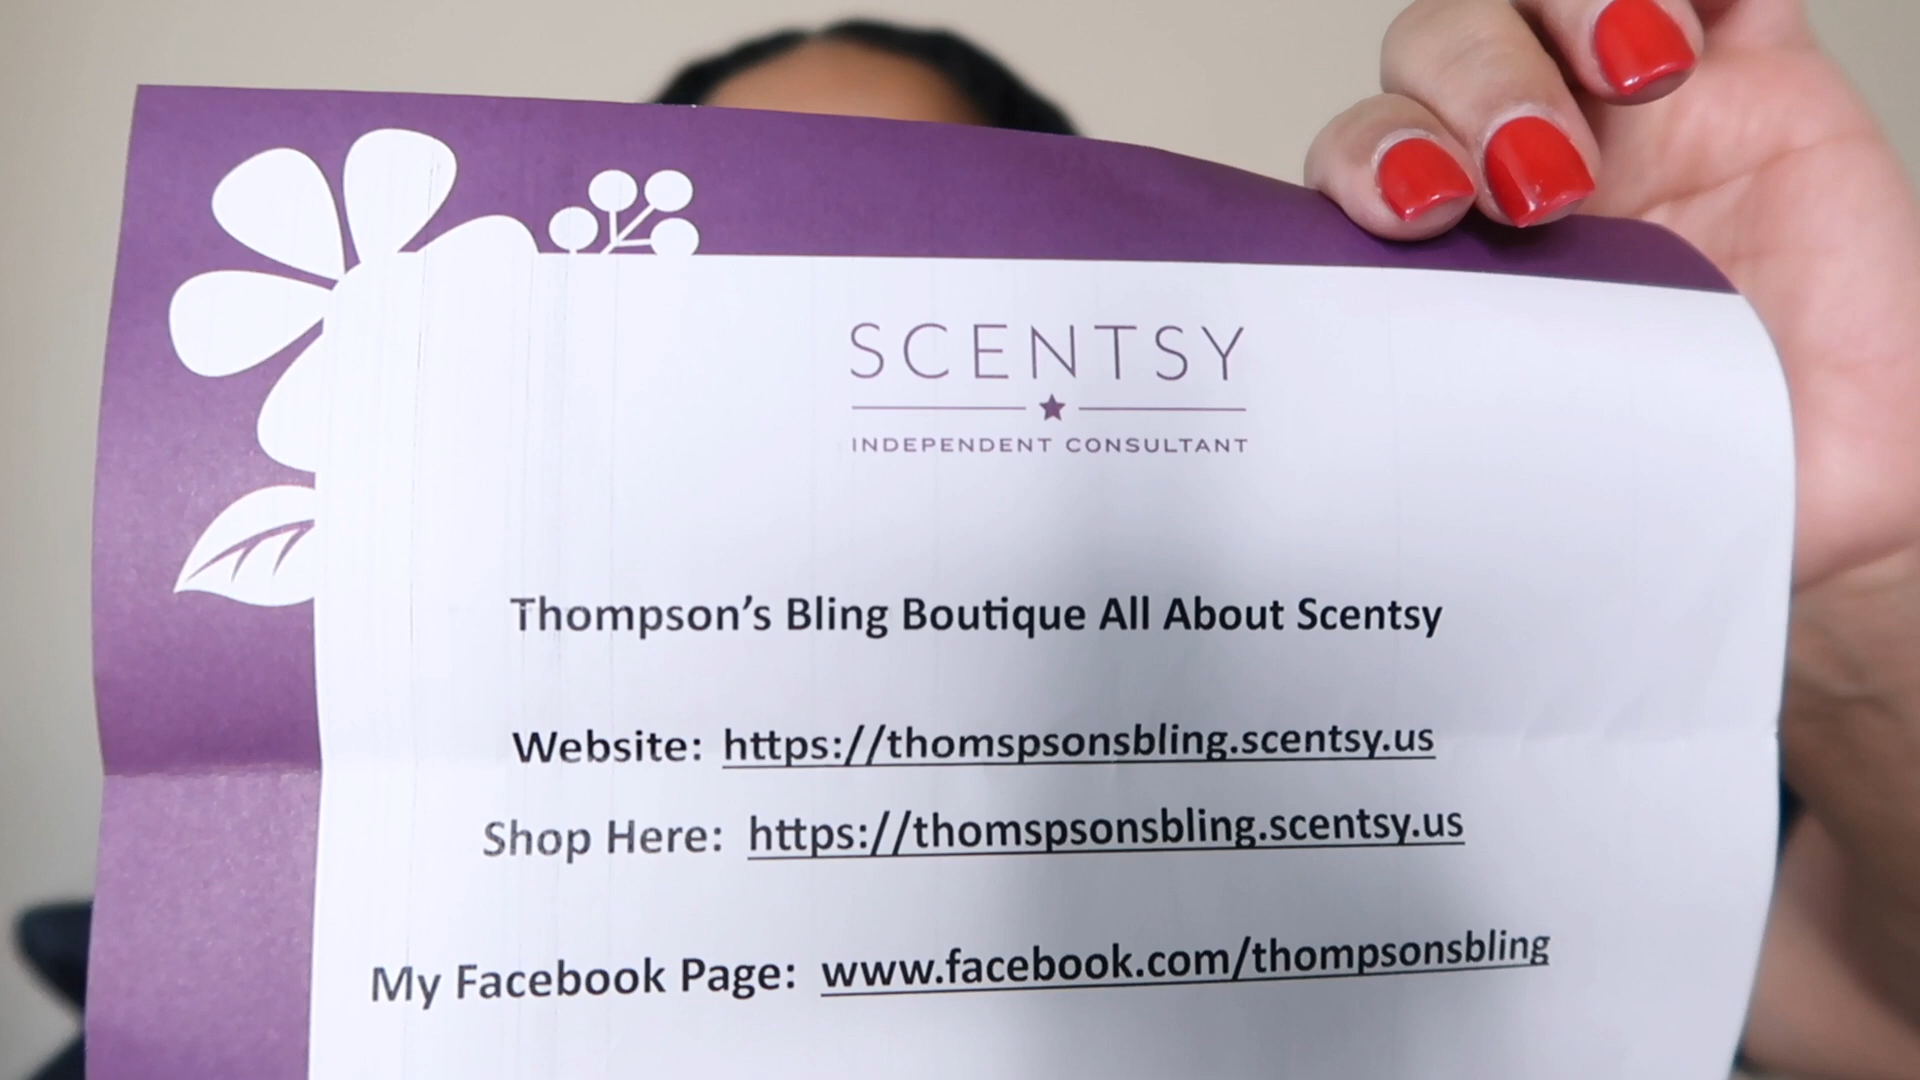 SCENTSY
INDEPENDENT CONSULTANT
Thompson's Bling Boutique All About Scentsy
Website: https://thomspsonsbling.scentsy.us
Shop Here: https://thomspsonsbling.scentsy.us
My Facebook Page: www.facebook.com/thompsonsbling